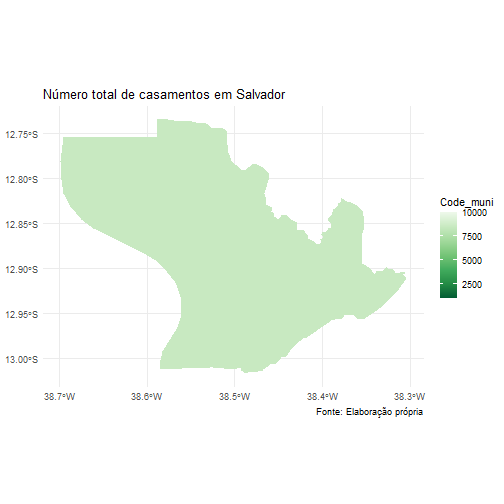 Número total de casamentos em Salvador
12.75°S
12.80°S
12.85°S
12.90°S
12.95°S
13.00°S
38.7°W 38.6°W 38.5°W 38.4°W 38.3°W
Code_muni
10000
7500
5000
2500
Fonte: Elaboração própria